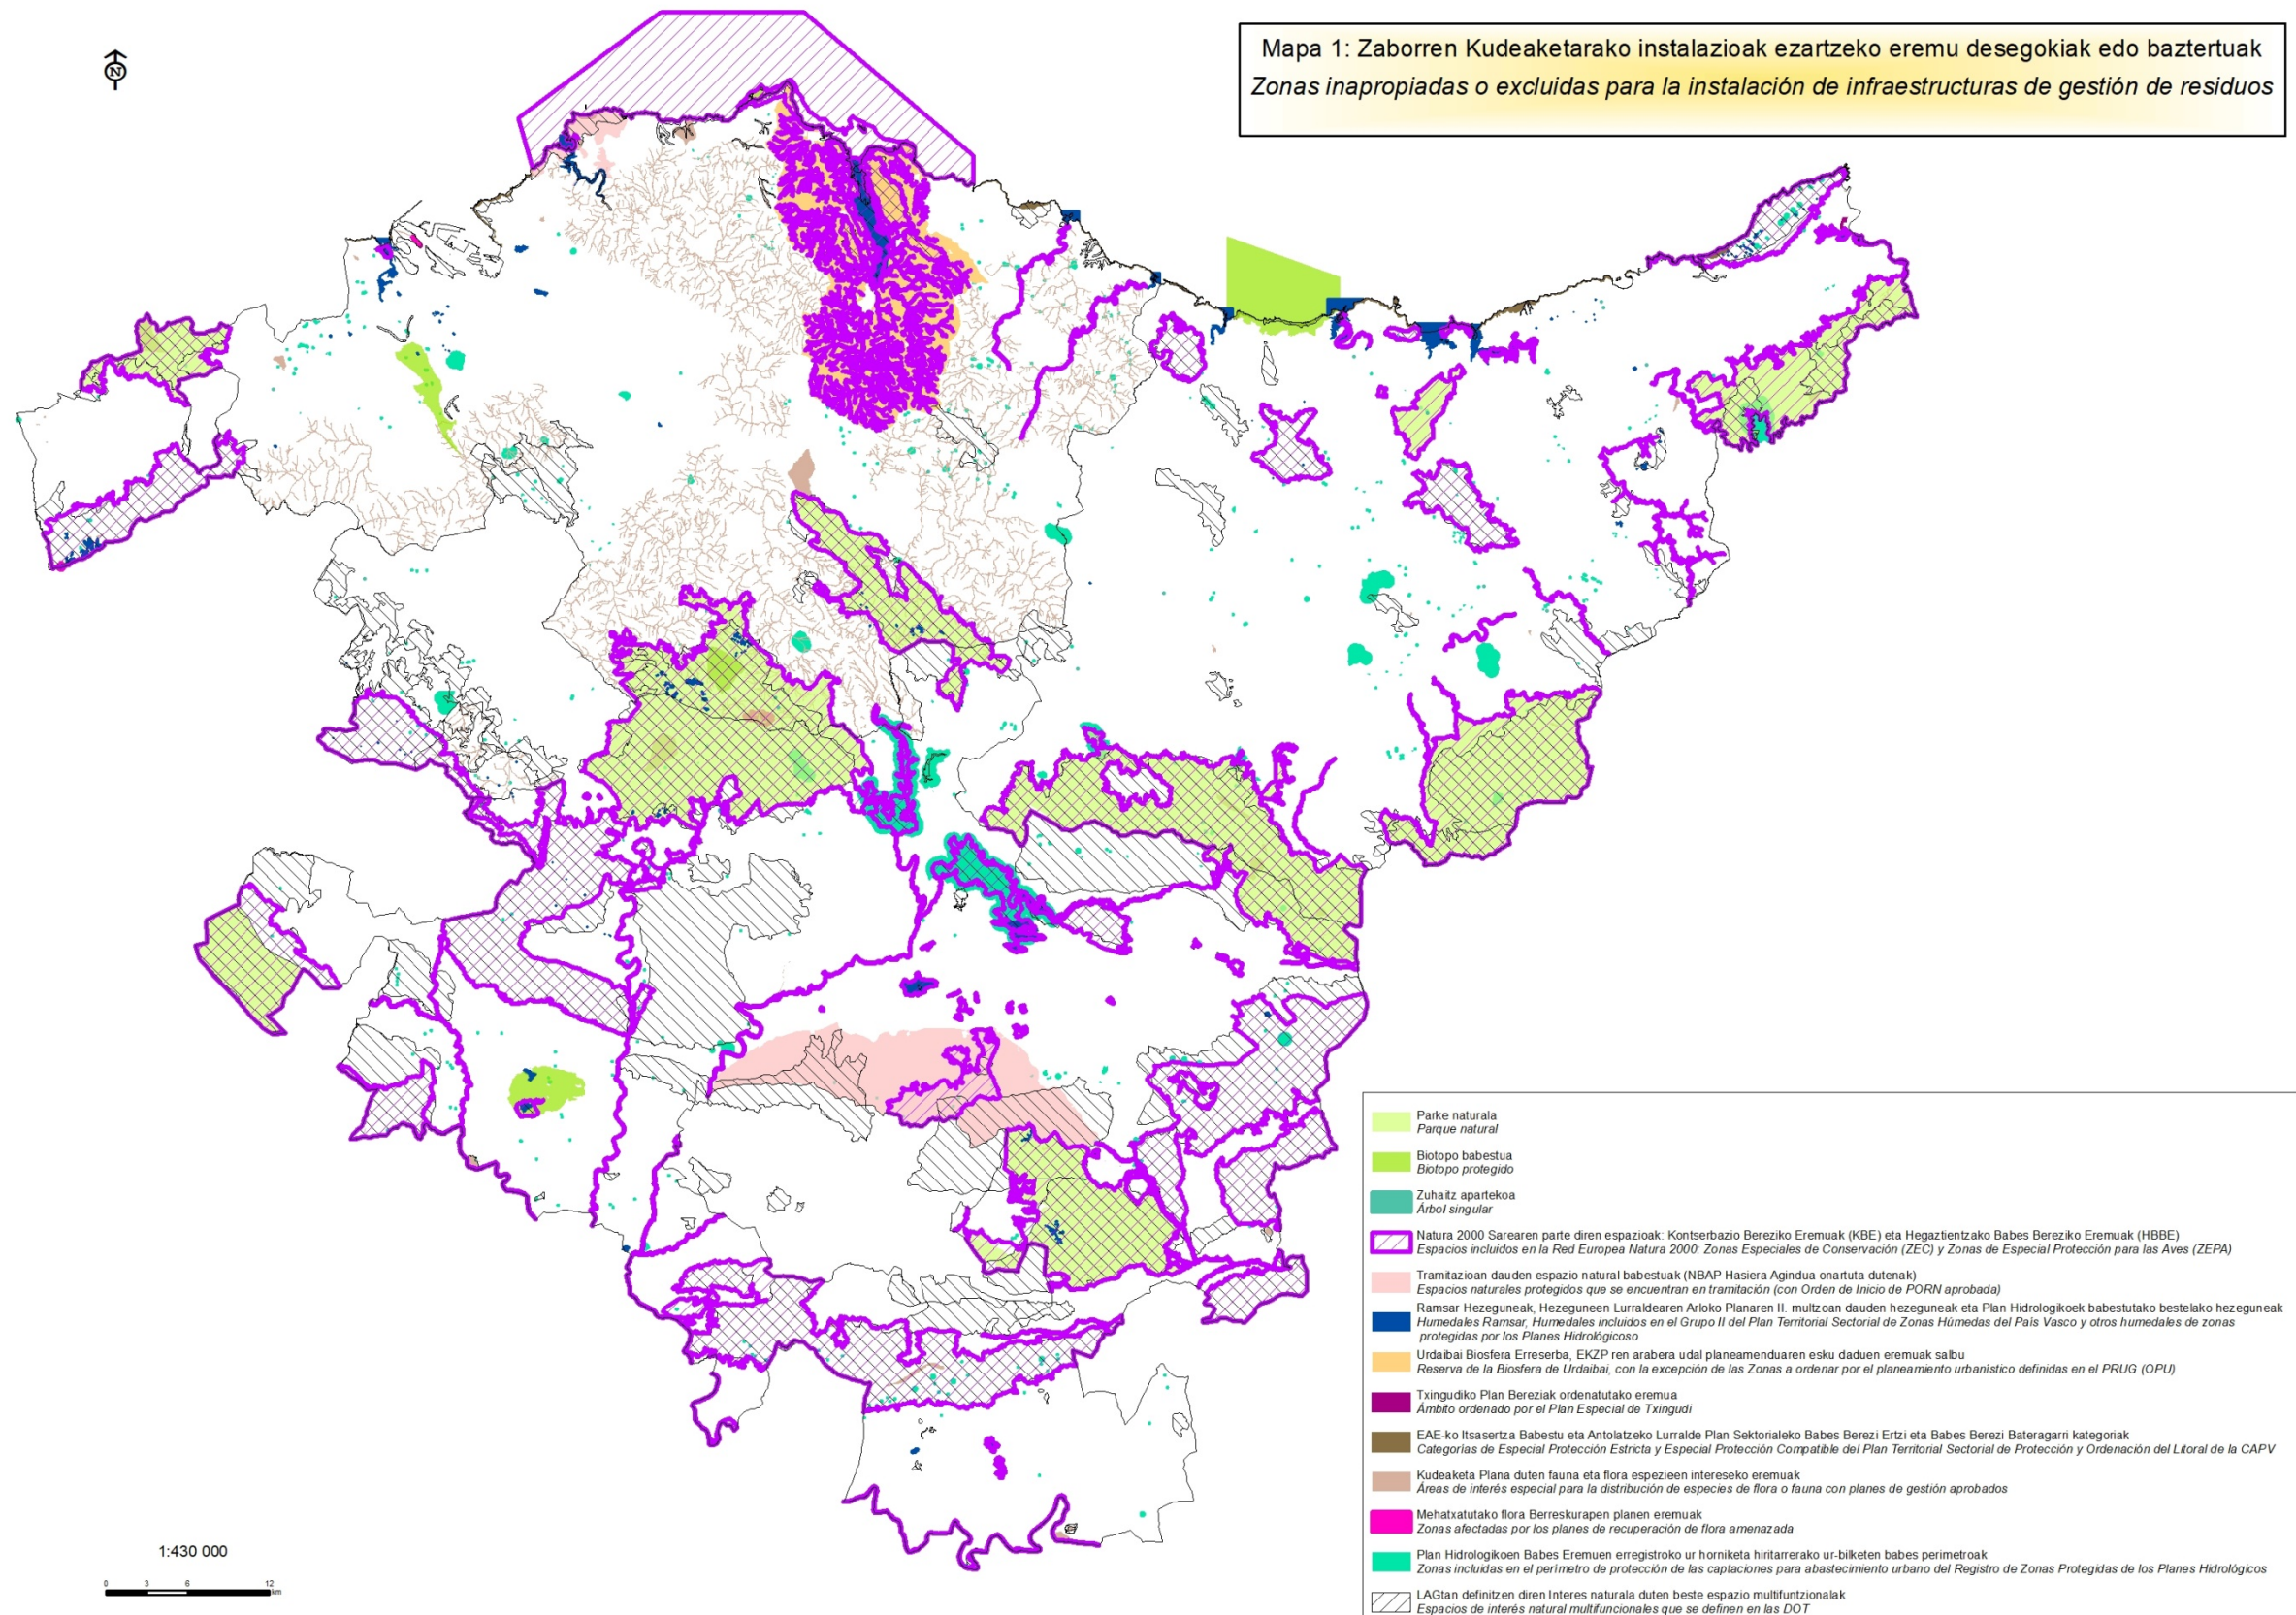 Mapa 1: Zaborren Kudeaketarako instalazioak ezartzeko eremu desegokiak edo baztertuak
Zonas inapropiadas o excluidas para la instalación de infraestructuras de gestión de residuos
N
Parke naturala
Parque natural
Biotopo babestua
Biotopo protegido
Zuhaitz apartekoa
Árbol singular
Natura 2000 Sarearen parte diren espazioak: Kontserbazio Bereziko Eremuak (KBE) eta Hegaztientzako Babes Bereziko Eremuak (HBBE)
Espacios incluidos en la Red Europea Natura 2000: Zonas Especiales de Conservación (ZEC) y Zonas de Especial Protección para las Aves (ZEPA)
Tramitazioan dauden espazio natural babestuak (NBAP Hasiera Agindua onartuta dutenak)
Espacios naturales protegidos que se encuentran en tramitación (con Orden de Inicio de PORN aprobada)
Ramsar Hezeguneak, Hezeguneen Lurraldearen Arloko Planaren II. multzoan dauden hezeguneak eta Plan Hidrologikoek babestutako bestelako hezeguneak
Humedales Ramsar, Humedales incluidos en el Grupo II del Plan Territorial Sectorial de Zonas Húmedas del País Vasco y otros humedales de zonas
protegidas por los Planes Hidrológicoso
Urdaibai Biosfera Erreserba, EKZP ren arabera udal planeamenduaren esku daduen eremuak salbu
Reserva de la Biosfera de Urdaibai, con la excepción de las Zonas a ordenar por el planeamiento urbanístico definidas en el PRUG (OPU)
Txingudiko Plan Bereziak ordenatutako eremua
Ámbito ordenado por el Plan Especial de Txingudi
EAE-ko Itsasertza Babestu eta Antolatzeko Lurralde Plan Sektorialeko Babes Berezi Ertzi eta Babes Berezi Bateragarri kategoriak
Categorías de Especial Protección Estricta y Especial Protección Compatible del Plan Territorial Sectorial de Protección y Ordenación del Litoral de la CAPV
Kudeaketa Plana duten fauna eta flora espezieen intereseko eremuak
Áreas de interés especial para la distribución de especies de flora o fauna con planes de gestión aprobados
Mehatxatutako flora Berreskurapen planen eremuak
Zonas afectadas por los planes de recuperación de flora amenazada
Plan Hidrologikoen Babes Eremuen erregistroko ur horniketa hiritarrerako ur-bilketen babes perimetroak
Zonas incluidas en el perímetro de protección de las captaciones para abastecimiento urbano del Registro de Zonas Protegidas de los Planes Hidrológicos
LAGtan definitzen diren Interes naturala duten beste espazio multifuntzionalak
Espacios de interés natural multifuncionales que se definen en las DOT
1:430 000
0 3 6 12
km